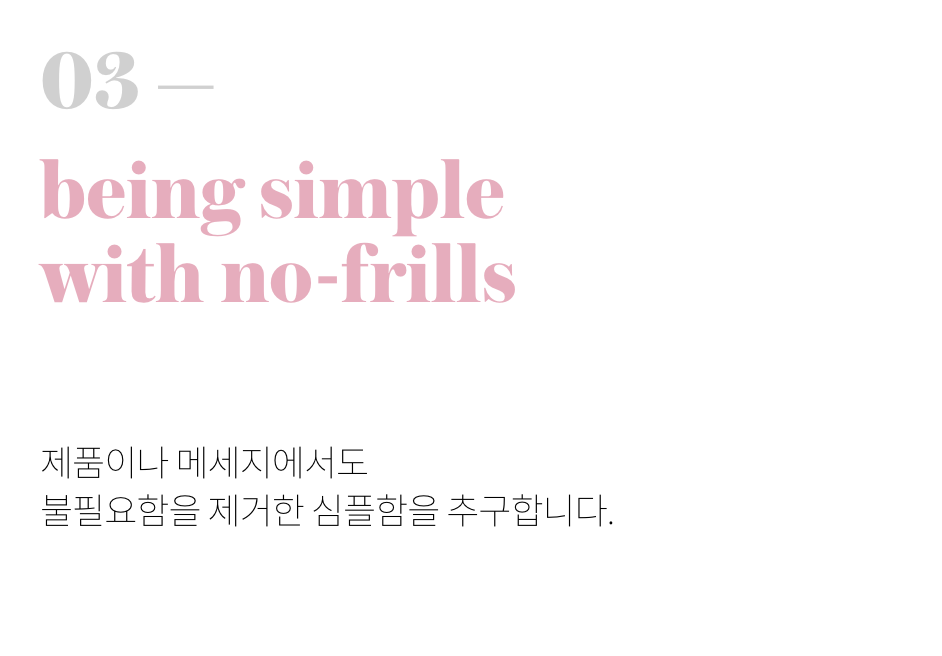 03 —
being simple
with no-frills
제품이나 메세지에서도
불필요함을 제거한 심플함을 추구합니다.